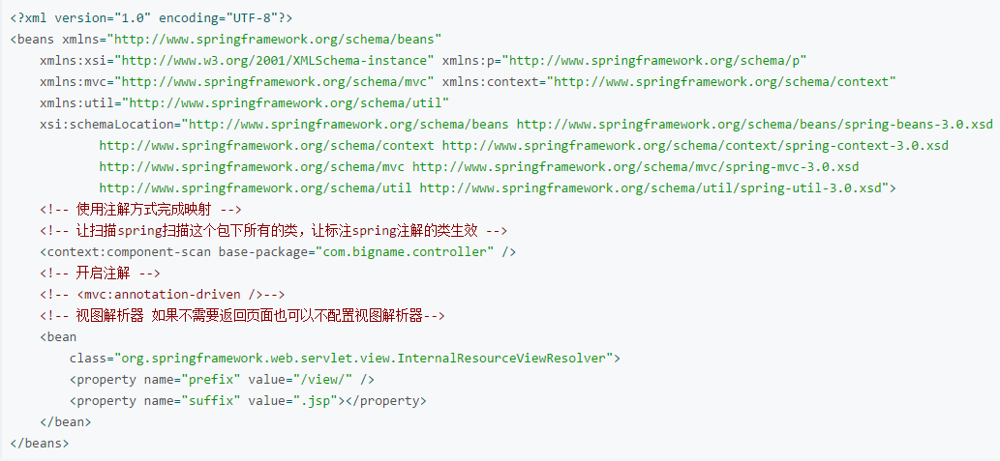 <?xml version="1.0" encoding="UTF-8"?>
<beans xmlns="http://www.springframework.org/schema/beans"
    xmlns:xsi="http://www.w3.org/2001/XMLSchema-instance" xmlns:p="http://www.springframework.org/schema/p"
    xmlns:mvc="http://www.springframework.org/schema/mvc" xmlns:context="http://www.springframework.org/schema/context"
    xmlns:util="http://www.springframework.org/schema/util"
    xsi:schemaLocation="http://www.springframework.org/schema/beans http://www.springframework.org/schema/beans/spring-beans-3.0.xsd
            http://www.springframework.org/schema/context http://www.springframework.org/schema/context/spring-context-3.0.xsd
            http://www.springframework.org/schema/mvc http://www.springframework.org/schema/mvc/spring-mvc-3.0.xsd
            http://www.springframework.org/schema/util http://www.springframework.org/schema/util/spring-util-3.0.xsd">
    <!-- 使用注解方式完成映射 -->
    <!-- 让扫描spring扫描这个包下所有的类，让标注spring注解的类生效 -->
    <context:component-scan base-package="com.bigname.controller" />
    <!-- 开启注解 -->
    <!-- <mvc:annotation-driven />-->
    <!-- 视图解析器 如果不需要返回页面也可以不配置视图解析器-->
    <bean
        class="org.springframework.web.servlet.view.InternalResourceViewResolver">
        <property name="prefix" value="/view/" />
        <property name="suffix" value=".jsp"></property>
    </bean>
</beans>